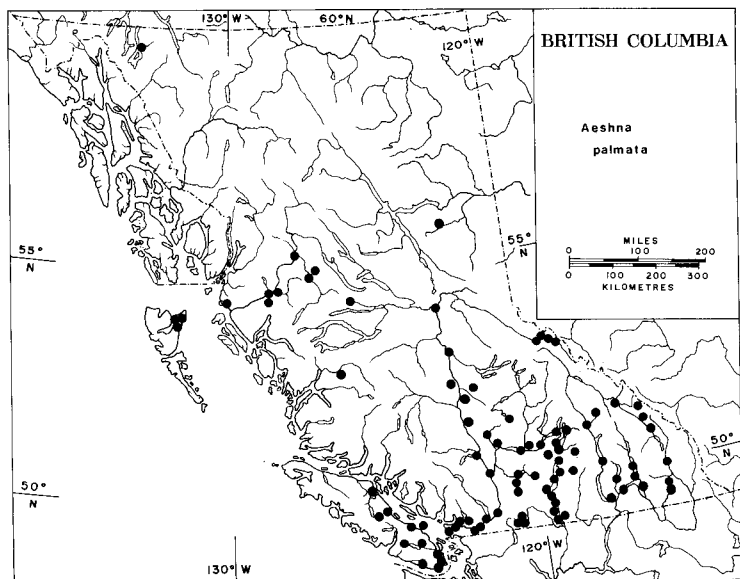 130° W
60° N
120° W
BRITISH COLUMBIA
Aeshna
palmata
55°
N
55°
N
MILES
0 100 200
0 100 200 300
KILOMETRES
50°
N
50°
N
130° W
120° W